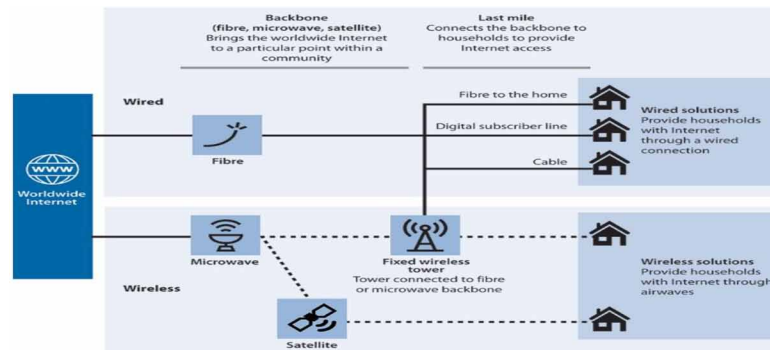 Backbone
(fibre, microwave, satellite)
Brings the worldwide Internet
to a particular point within a
community
Last mile
Connects the backbone to
households to provide
Internet access
Wired
Fibre to the home
Digital subscriber line
Cable
Wired solutions
Provide households
with Internet
through a wired
connection
Fibre
WWW
Worldwide
Internet
Microwave
Fixed wireless
tower
Tower connected to fibre
or microwave backbone
Wireless solutions
Provide households
with Internet through
airwaves
Wireless
Satellite